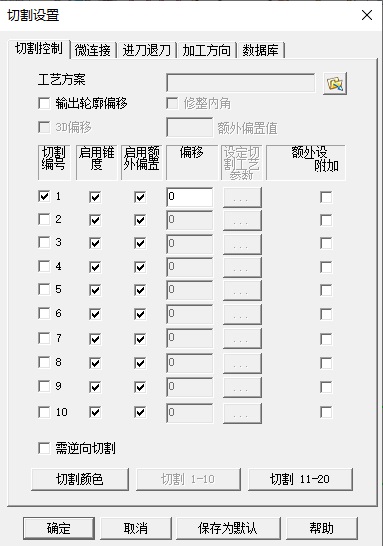 切割设置
切割控制 微连接 进刀退刀 加工方向 数据库
工艺方案
输出轮廓偏移 修整内角
3D偏移 额外偏置值
切割编号 启用锥度 启用额外偏置 偏移 设定切割工艺参数 额外设附加
1 0 ...
2 0 ...
3 0 ...
4 0 ...
5 0 ...
6 0 ...
7 0 ...
8 0 ...
9 0 ...
10 0 ...
需逆向切割
切割颜色 切割 1-10 切割 11-20
确定 取消 保存为默认 帮助